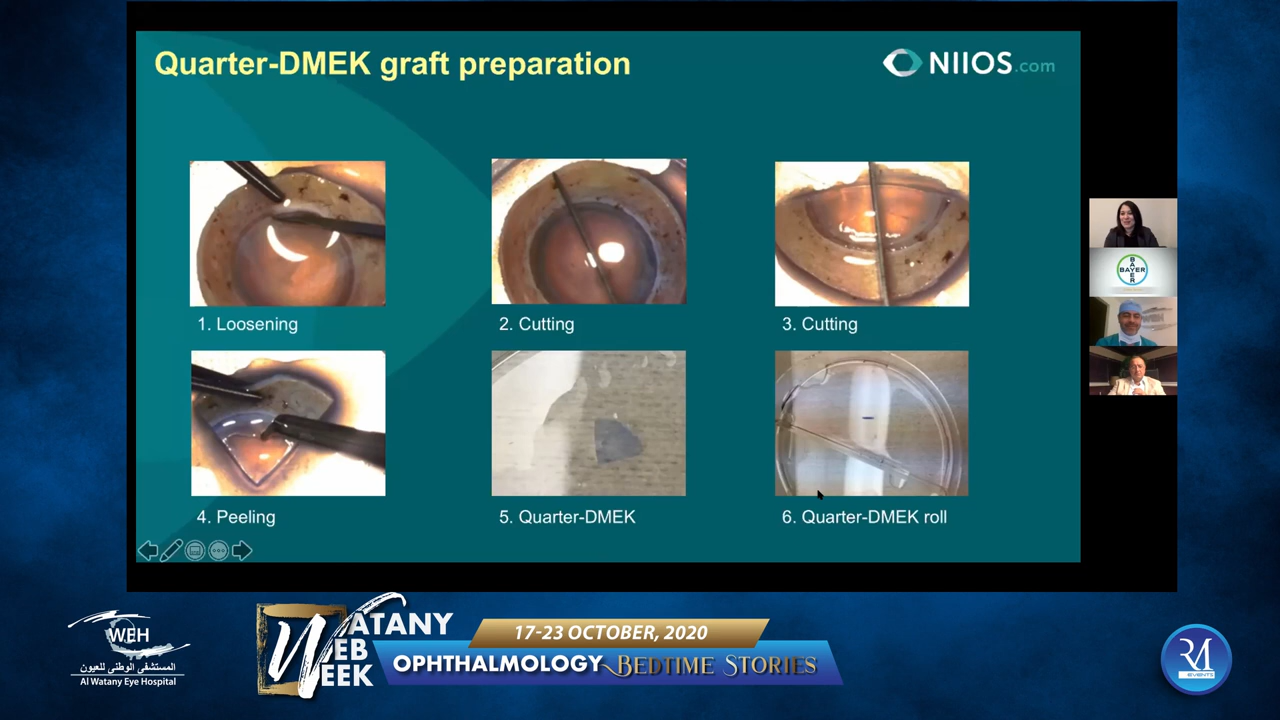 Quarter-DMEK graft preparation
NIIOS.com
1. Loosening
2. Cutting
3. Cutting
4. Peeling
5. Quarter-DMEK
6. Quarter-DMEK roll
BAYER
BAYER
WEH
المستشفى الوطني للعيون
Al Watany Eye Hospital
WATANY
WEB
WEEK
17-23 OCTOBER, 2020
OPHTHALMOLOGY BEDTIME STORIES
RM
EVENTS